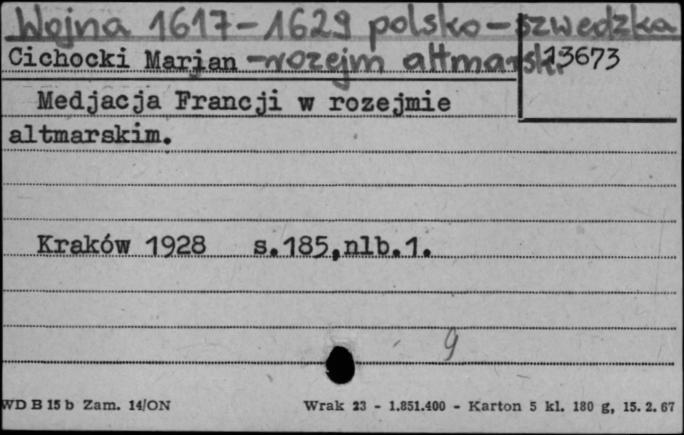 Wojna 1617-1629 polsko-szwedzka
Cichocki Marjan - rozejm altmarski 13673
Medjacja Francji w rozejmie
altmarskim.
Kraków 1928 s.185,nlb.1.
9
WD B 15 b Zam. 14/ON Wrak 23 - 1.851.400 - Karton 5 kl. 180 g, 15. 2. 67